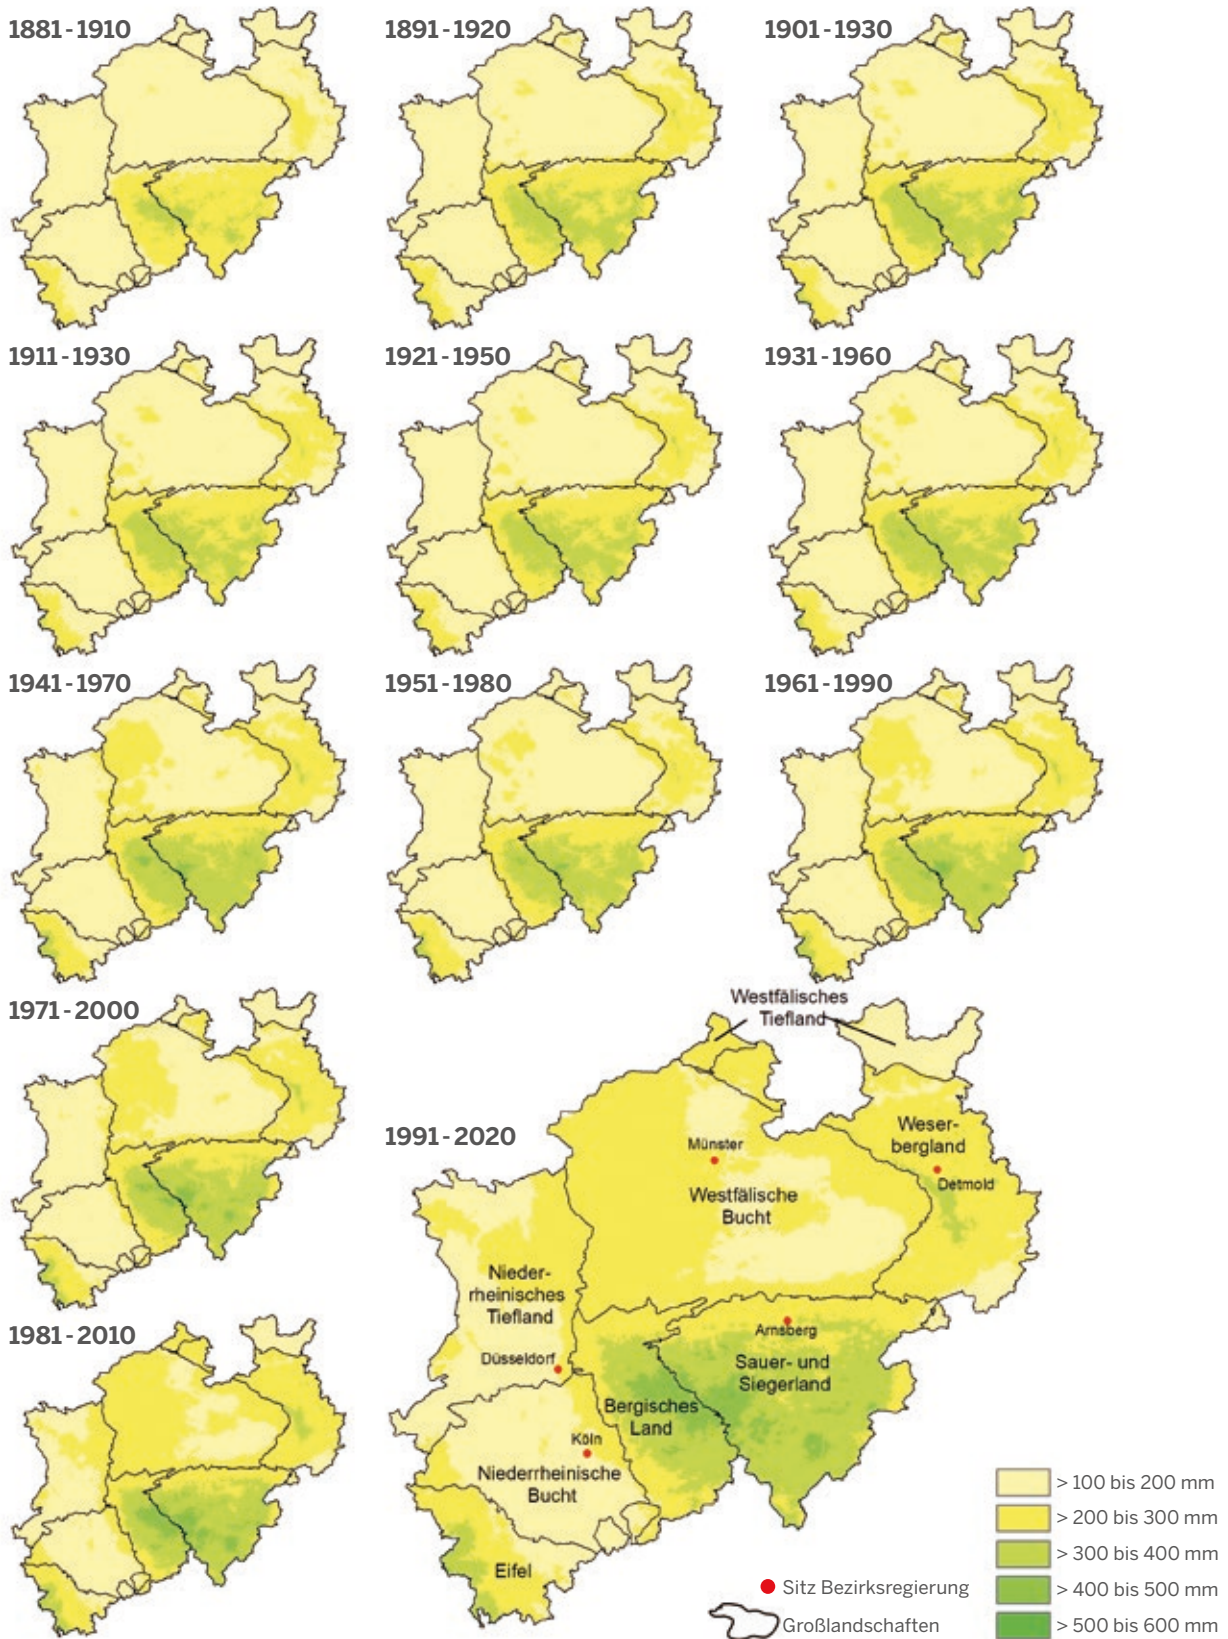 1881 - 1910
1891 - 1920
1901 - 1930
1911 - 1930
1921 - 1950
1931 - 1960
1941 - 1970
1951 - 1980
1961 - 1990
1971 - 2000
1981 - 2010
1991 - 2020
Westfälisches
Tiefland
Weser-
bergland
Detmold
Münster
Westfälische
Bucht
Nieder-
rheinisches
Tiefland
Düsseldorf
Arnsberg
Sauer- und
Siegerland
Bergisches
Land
Köln
Niederrheinische
Bucht
Eifel
Sitz Bezirksregierung
Großlandschaften
> 100 bis 200 mm
> 200 bis 300 mm
> 300 bis 400 mm
> 400 bis 500 mm
> 500 bis 600 mm